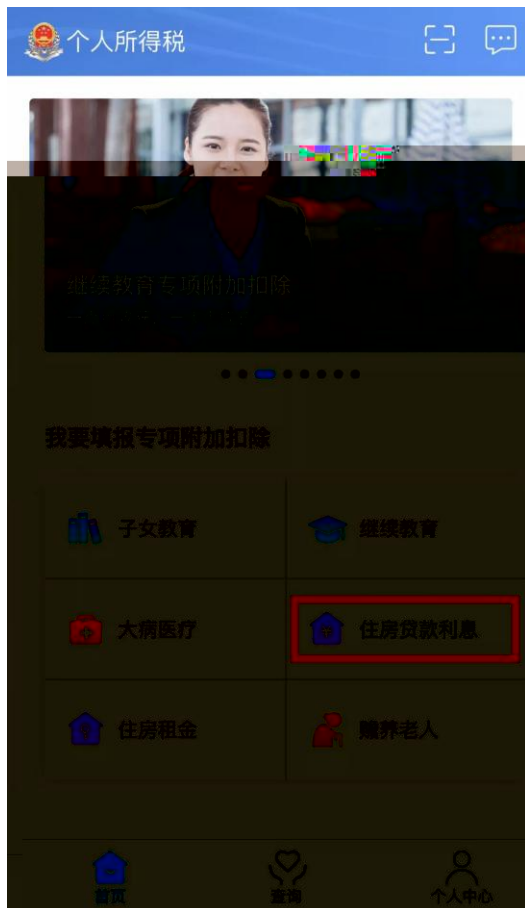 个人所得税
继续教育专项附加扣除
我要填报专项附加扣除
子女教育
继续教育
大病医疗
住房贷款利息
住房租金
赡养老人
首页
查询
个人中心